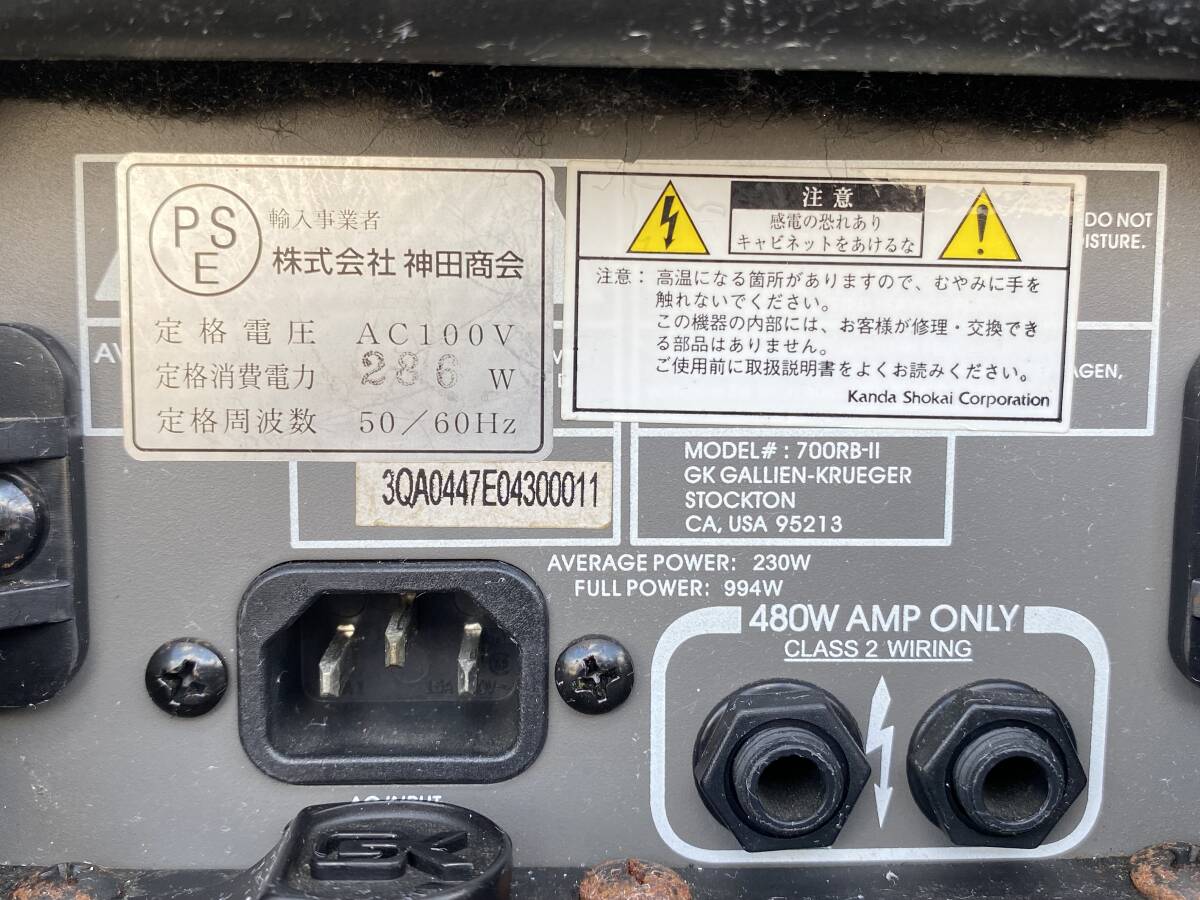 PSE
輸入事業者
株式会社 神田商会
定格電圧 AC100V
定格消費電力 286 W
定格周波数 50／60Hz
注意
感電の恐れあり
キャビネットをあけるな
注意： 高温になる箇所がありますので、むやみに手を
触れないでください。
この機器の内部には、お客様が修理・交換でき
る部品はありません。
ご使用前に取扱説明書をよくお読みください。
Kanda Shokai Corporation
DO NOT
3QA0447E04300011
MODEL# : 700RB-II
GK GALLIEN-KRUEGER
STOCKTON
CA, USA 95213
AVERAGE POWER: 230W
FULL POWER: 994W
480W AMP ONLY
CLASS 2 WIRING
AC INPUT
GK